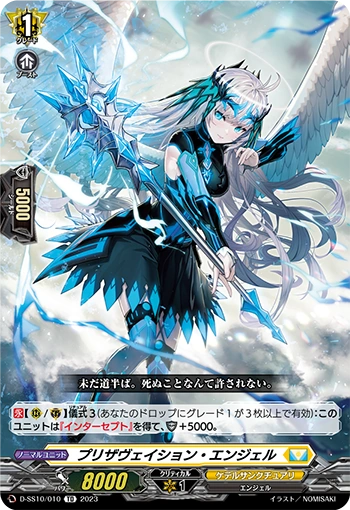 1
グレード
ブースト
5000
シールド
未だ道半ば。死ぬことなんて許されない。
永【V/R】儀式3(あなたのドロップにグレード1が3枚以上で有効):この
ユニットは『インターセプト』を得て、+5000。
ノーマルユニット
プリザヴェイション・エンジェル
パワー
8000
クリティカル
1
ケテルサンクチュアリ
エンジェル
D-SS10/010 TD 2023
イラスト/NOMISAKI